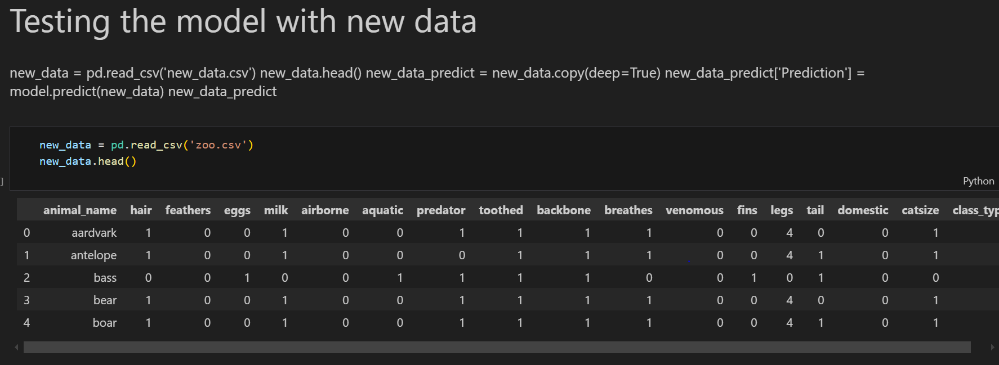 Testing the model with new data
new_data = pd.read_csv('new_data.csv') new_data.head() new_data_predict = new_data.copy(deep=True) new_data_predict['Prediction'] =
model.predict(new_data) new_data_predict
new_data = pd.read_csv('zoo.csv')
new_data.head()
]
Python
animal_name hair feathers eggs milk airborne aquatic predator toothed backbone breathes venomous fins legs tail domestic catsize class_typ
0 aardvark 1 0 0 1 0 0 1 1 1 1 0 0 4 0 0 1
1 antelope 1 0 0 1 0 0 0 1 1 1 0 0 4 1 0 1
2 bass 0 0 1 0 0 1 1 1 1 0 0 1 0 1 0 0
3 bear 1 0 0 1 0 0 1 1 1 1 0 0 4 0 0 1
4 boar 1 0 0 1 0 0 1 1 1 1 0 0 4 1 0 1